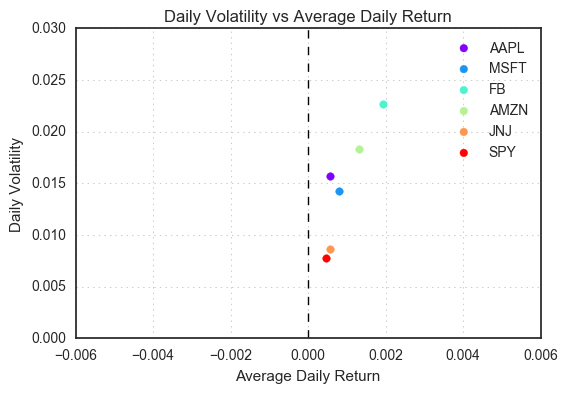 Daily Volatility vs Average Daily Return
0.030
0.025
0.020
0.015
0.010
0.005
0.000
Daily Volatility
AAPL
MSFT
FB
AMZN
JNJ
SPY
−0.006 −0.004 −0.002 0.000 0.002 0.004 0.006
Average Daily Return